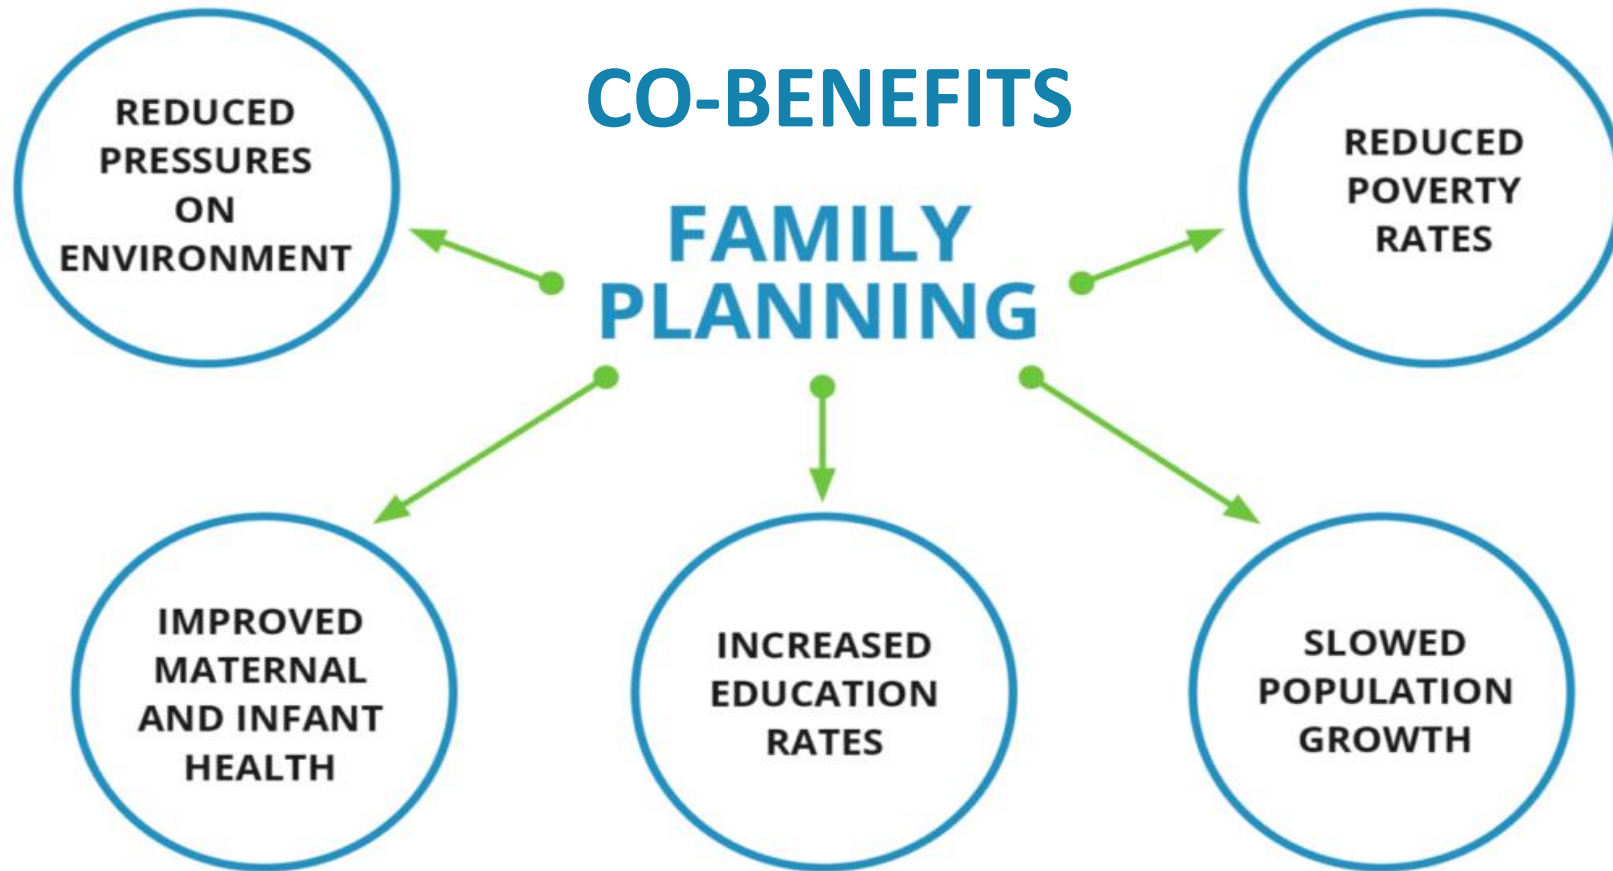 CO-BENEFITS
FAMILY
PLANNING
REDUCED
PRESSURES
ON
ENVIRONMENT
REDUCED
POVERTY
RATES
IMPROVED
MATERNAL
AND INFANT
HEALTH
INCREASED
EDUCATION
RATES
SLOWED
POPULATION
GROWTH